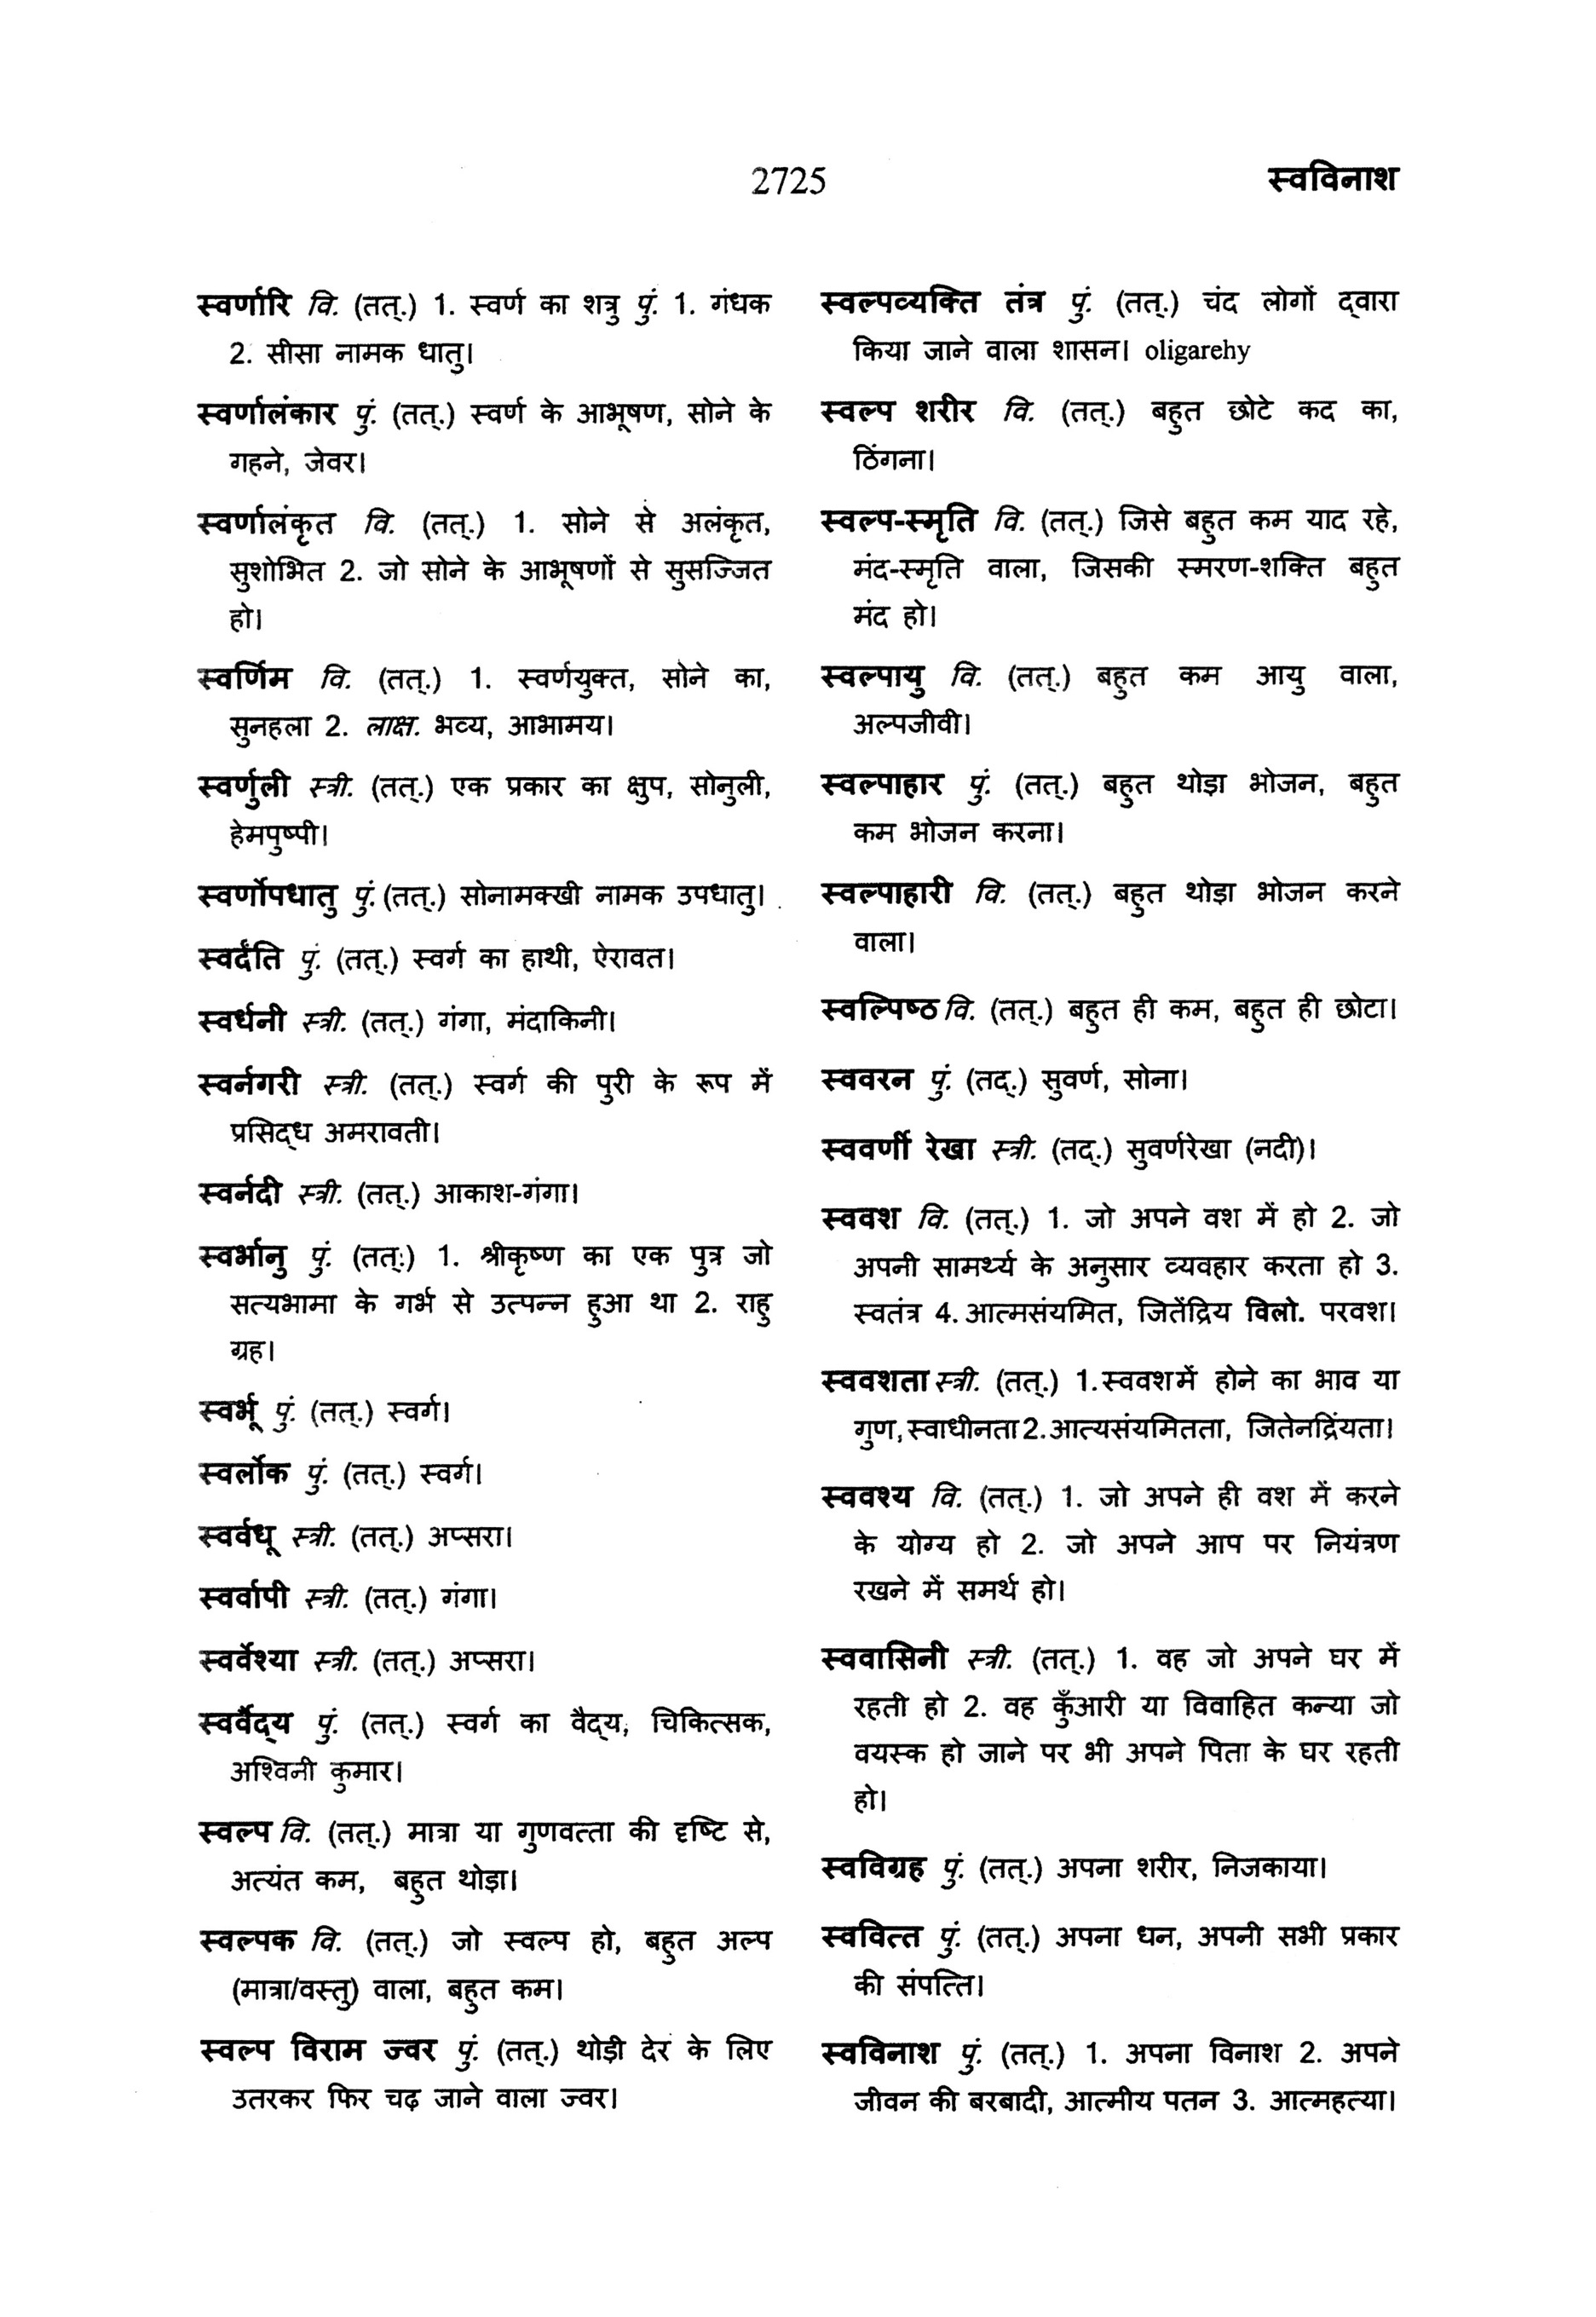 2725
स्वविनाश
स्वर्णारि वि. (तत्.) 1. स्वर्ण का शत्रु पुं. 1. गंधक
2. सीसा नामक धातु।
स्वर्णालंकार पुं. (तत्.) स्वर्ण के आभूषण, सोने के
गहने, जेवर।
स्वर्णालंकृत वि. (तत्.) 1. सोने से अलंकृत,
सुशोभित 2. जो सोने के आभूषणों से सुसज्जित
हो।
स्वर्णिम वि. (तत्.) 1. स्वर्णयुक्त, सोने का,
सुनहला 2. लाक्ष. भव्य, आभामय।
स्वर्णुली स्त्री. (तत्.) एक प्रकार का क्षुप, सोनुली,
हेमपुष्पी।
स्वर्णोपधातु पुं. (तत्.) सोनामक्खी नामक उपधातु।
स्वर्दंति पुं. (तत्.) स्वर्ग का हाथी, ऐरावत।
स्वर्धनी स्त्री. (तत्.) गंगा, मंदाकिनी।
स्वर्नगरी स्त्री. (तत्.) स्वर्ग की पुरी के रूप में
प्रसिद्ध अमरावती।
स्वर्नदी स्त्री. (तत्.) आकाश-गंगा।
स्वर्भानु पुं. (तत्.) 1. श्रीकृष्ण का एक पुत्र जो
सत्यभामा के गर्भ से उत्पन्न हुआ था 2. राहु
ग्रह।
स्वर्भू पुं. (तत्.) स्वर्ग।
स्वर्लोक पुं. (तत्.) स्वर्ग।
स्वर्वधू स्त्री. (तत्.) अप्सरा।
स्वर्वापी स्त्री. (तत्.) गंगा।
स्वर्वेश्या स्त्री. (तत्.) अप्सरा।
स्वर्वैद्य पुं. (तत्.) स्वर्ग का वैद्य, चिकित्सक,
अश्विनी कुमार।
स्वल्प वि. (तत्.) मात्रा या गुणवत्ता की दृष्टि से,
अत्यंत कम, बहुत थोड़ा।
स्वल्पक वि. (तत्.) जो स्वल्प हो, बहुत अल्प
(मात्रा/वस्तु) वाला, बहुत कम।
स्वल्प विराम ज्वर पुं. (तत्.) थोड़ी देर के लिए
उतरकर फिर चढ़ जाने वाला ज्वर।
स्वल्पव्यक्ति तंत्र पुं. (तत्.) चंद लोगों द्वारा
किया जाने वाला शासन। oligarehy
स्वल्प शरीर वि. (तत्.) बहुत छोटे कद का,
ठिंगना।
स्वल्प-स्मृति वि. (तत्.) जिसे बहुत कम याद रहे,
मंद-स्मृति वाला, जिसकी स्मरण-शक्ति बहुत
मंद हो।
स्वल्पायु वि. (तत्.) बहुत कम आयु वाला,
अल्पजीवी।
स्वल्पाहार पुं. (तत्.) बहुत थोड़ा भोजन, बहुत
कम भोजन करना।
स्वल्पाहारी वि. (तत्.) बहुत थोड़ा भोजन करने
वाला।
स्वल्पिष्ठ वि. (तत्.) बहुत ही कम, बहुत ही छोटा।
स्ववरन पुं. (तद्.) सुवर्ण, सोना।
स्ववर्णी रेखा स्त्री. (तद्.) सुवर्णरेखा (नदी)।
स्ववश वि. (तत्.) 1. जो अपने वश में हो 2. जो
अपनी सामर्थ्य के अनुसार व्यवहार करता हो 3.
स्वतंत्र 4. आत्मसंयमित, जितेंद्रिय विलो. परवश।
स्ववशता स्त्री. (तत्.) 1. स्ववश में होने का भाव या
गुण, स्वाधीनता 2. आत्यसंयमितता, जितेनद्रिंयता।
स्ववश्य वि. (तत्.) 1. जो अपने ही वश में करने
के योग्य हो 2. जो अपने आप पर नियंत्रण
रखने में समर्थ हो।
स्ववासिनी स्त्री. (तत्.) 1. वह जो अपने घर में
रहती हो 2. वह कुँआरी या विवाहित कन्या जो
वयस्क हो जाने पर भी अपने पिता के घर रहती
हो।
स्वविग्रह पुं. (तत्.) अपना शरीर, निजकाया।
स्ववित्त पुं. (तत्.) अपना धन, अपनी सभी प्रकार
की संपत्ति।
स्वविनाश पुं. (तत्.) 1. अपना विनाश 2. अपने
जीवन की बरबादी, आत्मीय पतन 3. आत्महत्या।